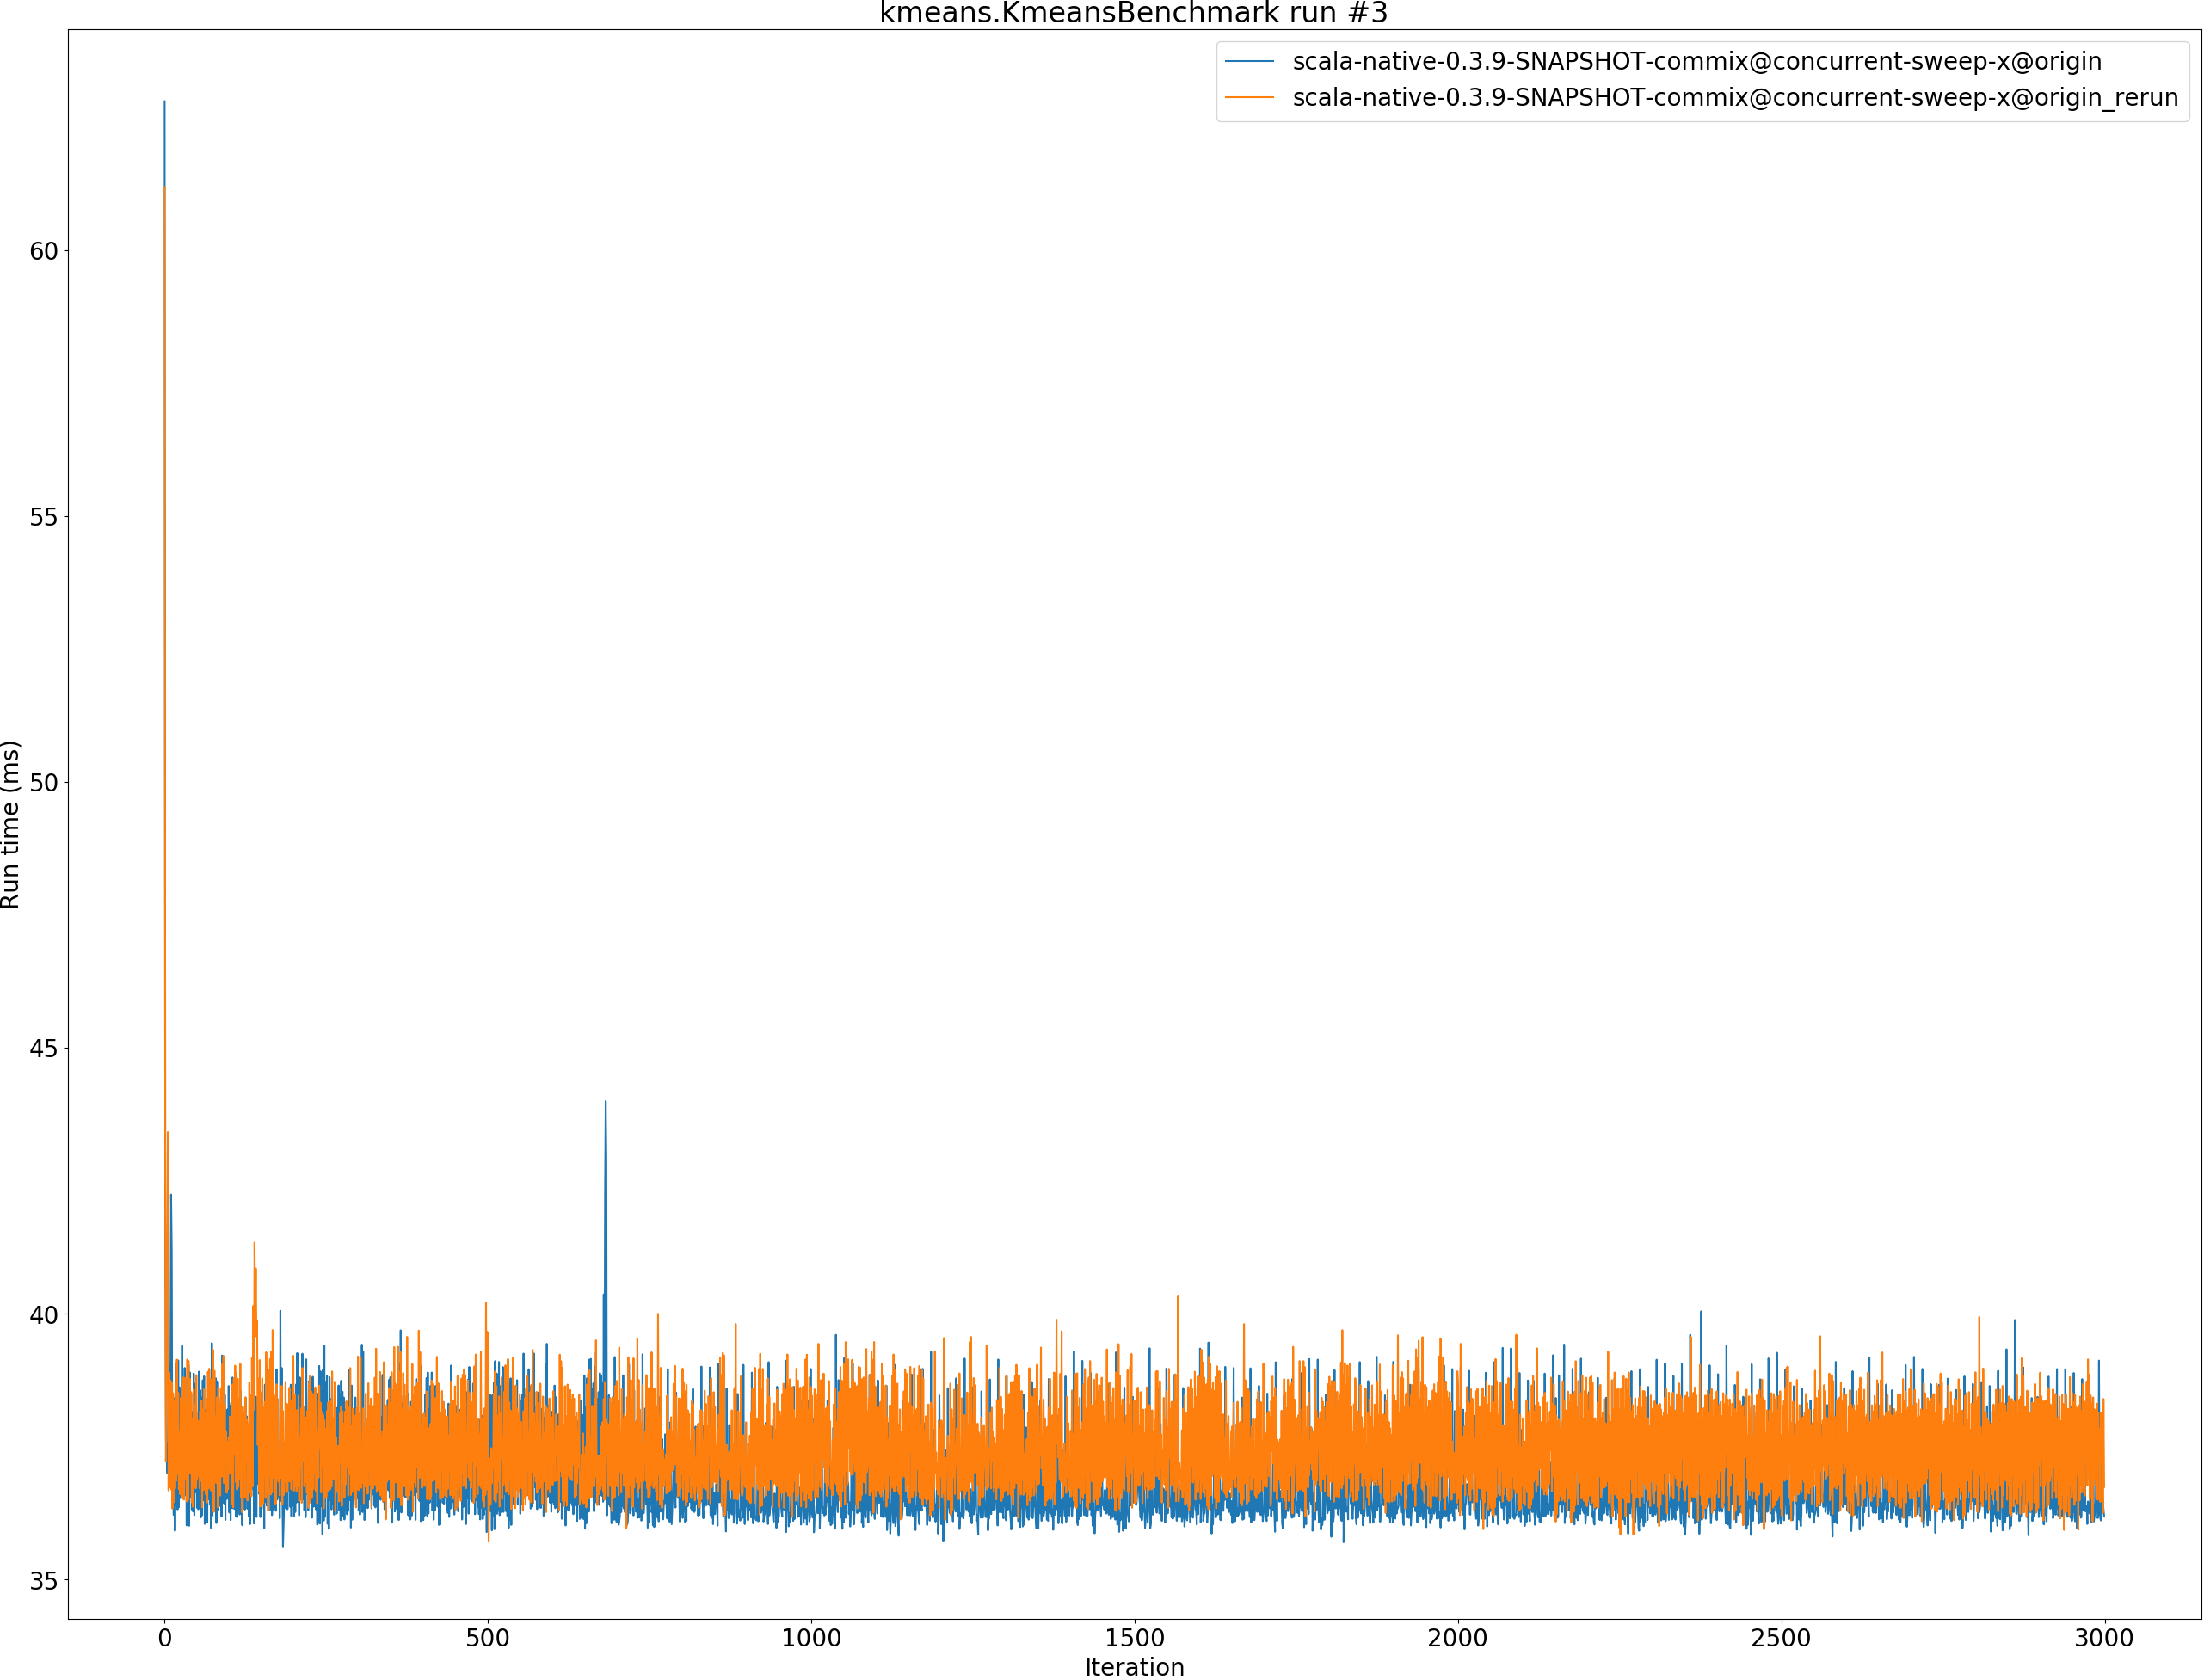 kmeans.KmeansBenchmark run #3
scala-native-0.3.9-SNAPSHOT-commix@concurrent-sweep-x@origin
scala-native-0.3.9-SNAPSHOT-commix@concurrent-sweep-x@origin_rerun
60
55
50
45
40
35
Run time (ms)
0 500 1000 1500 2000 2500 3000
Iteration